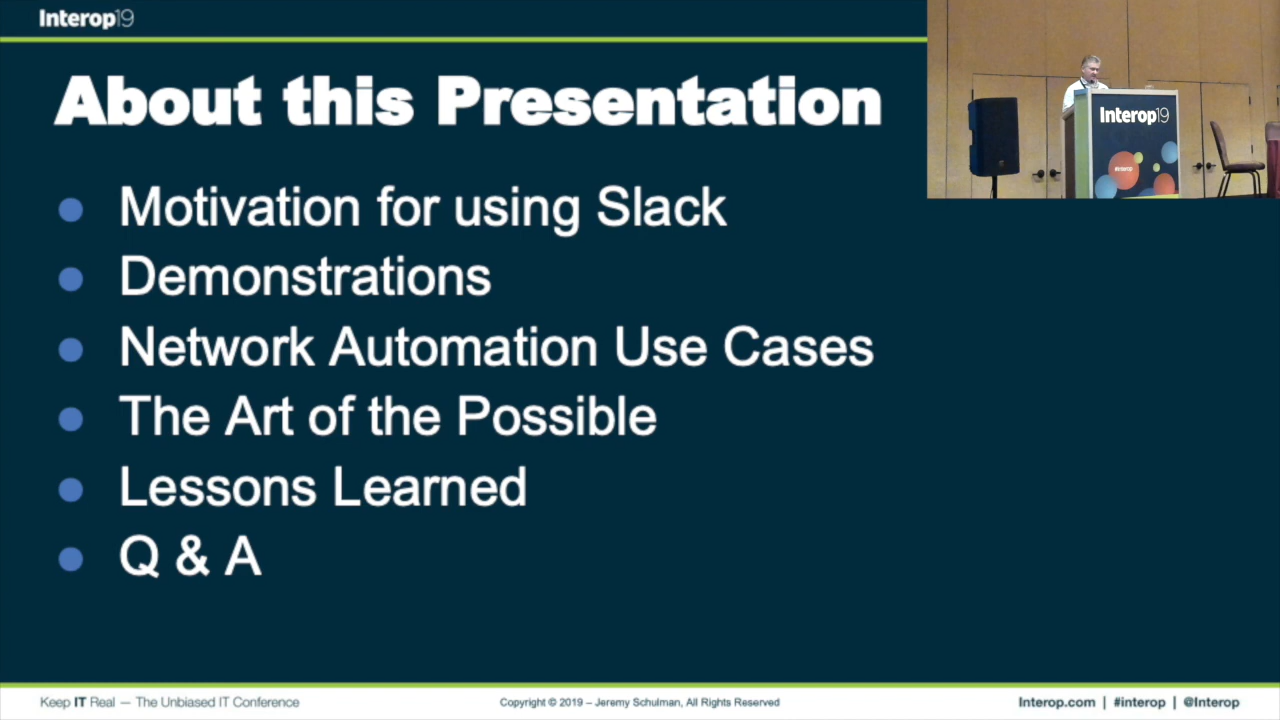 Interop19
About this Presentation
Interop19
#interop
Motivation for using Slack
Demonstrations
Network Automation Use Cases
The Art of the Possible
Lessons Learned
Q & A
Keep IT Real — The Unbiased IT Conference
Copyright © 2019 – Jeremy Schulman, All Rights Reserved
Interop.com | #interop | @Interop